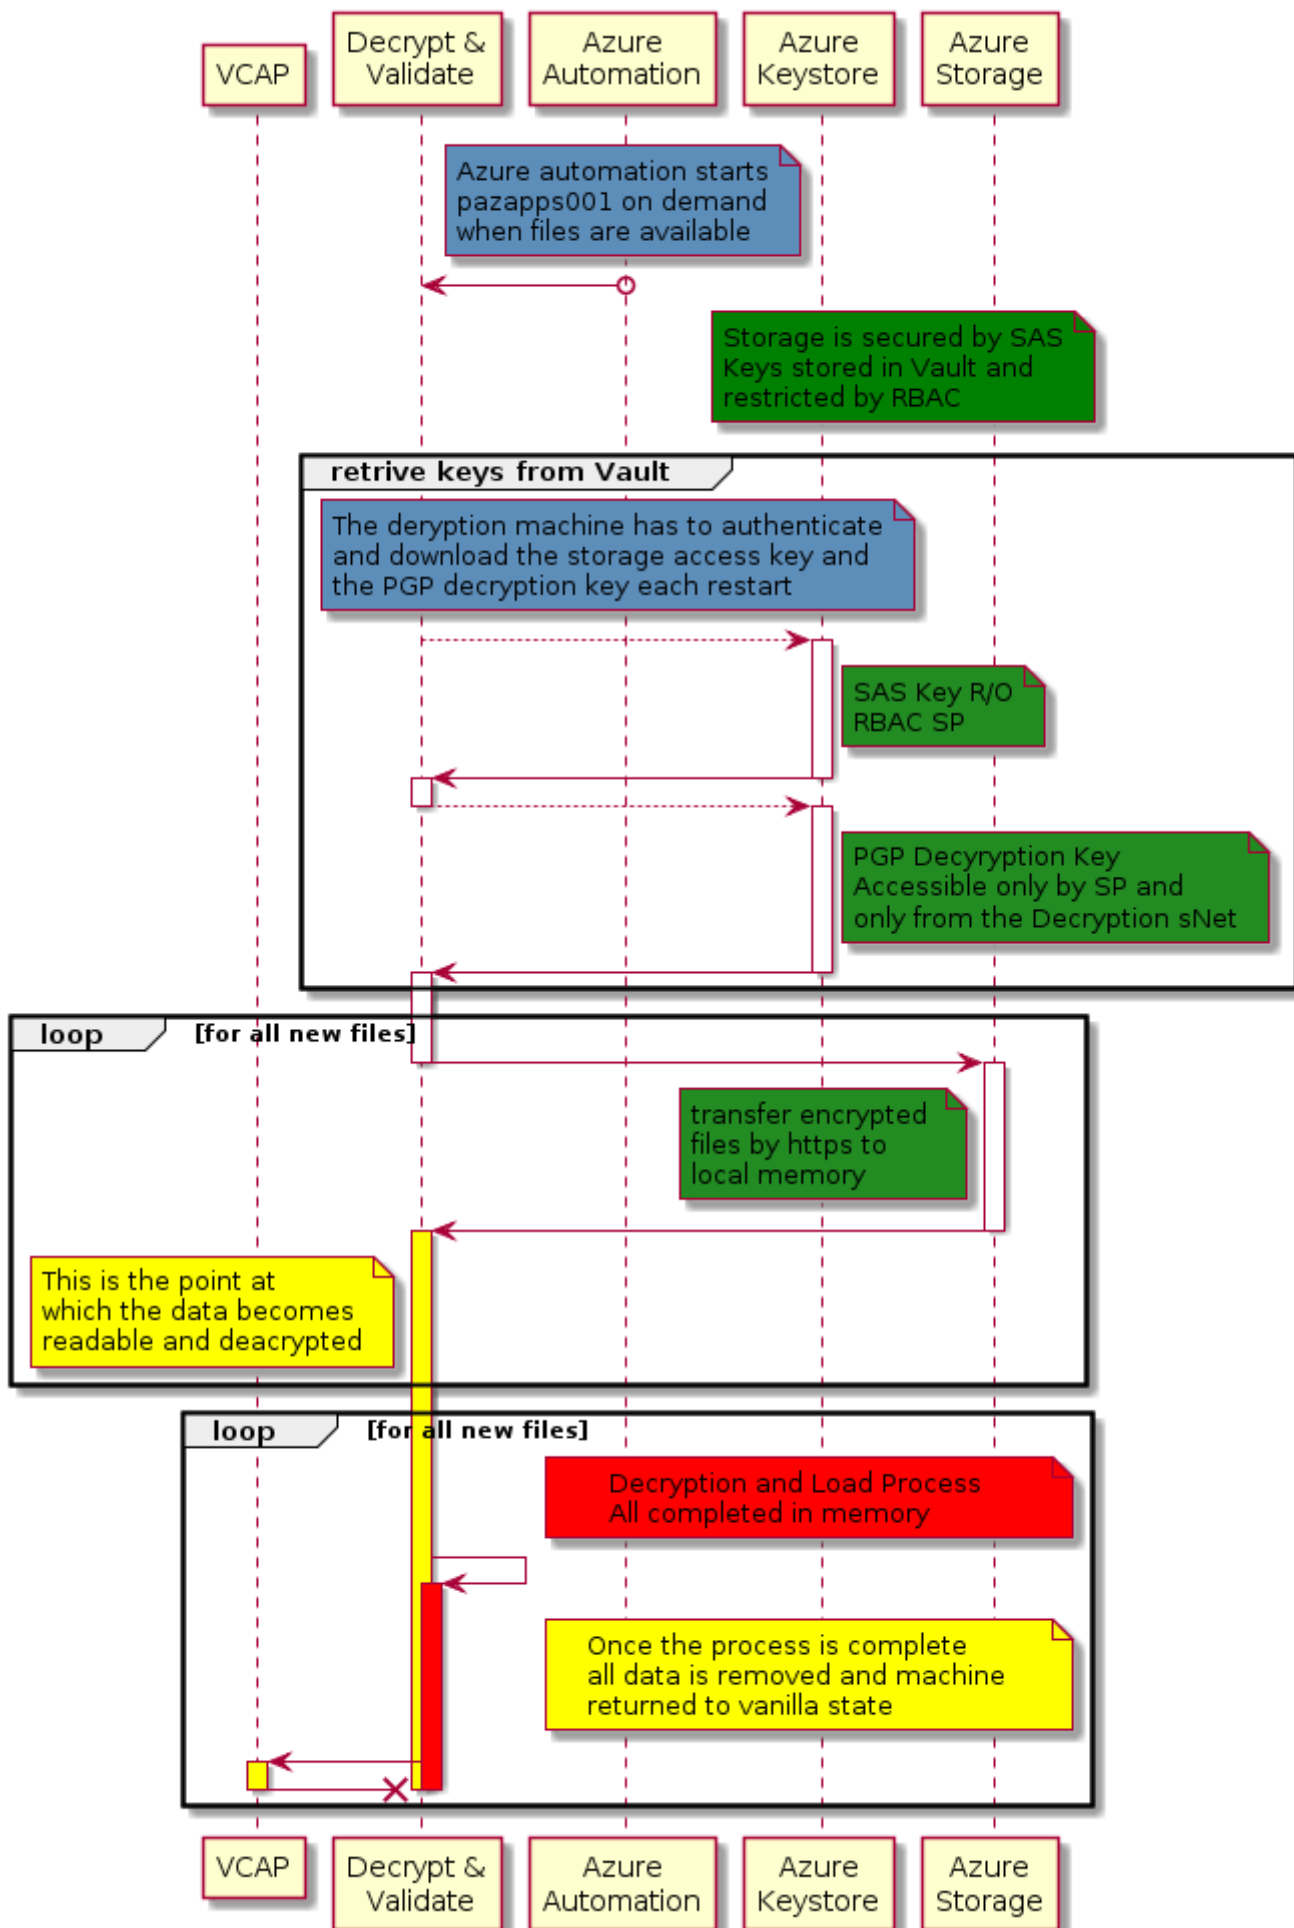 VCAP
Decrypt &
Validate
Azure
Automation
Azure
Keystore
Azure
Storage
Azure automation starts
pazapps001 on demand
when files are available
Storage is secured by SAS
Keys stored in Vault and
restricted by RBAC
retrive keys from Vault
The deryption machine has to authenticate
and download the storage access key and
the PGP decryption key each restart
SAS Key R/O
RBAC SP
PGP Decyryption Key
Accessible only by SP and
only from the Decryption sNet
loop [for all new files]
transfer encrypted
files by https to
local memory
This is the point at
which the data becomes
readable and deacrypted
loop [for all new files]
Decryption and Load Process
All completed in memory
Once the process is complete
all data is removed and machine
returned to vanilla state
VCAP
Decrypt &
Validate
Azure
Automation
Azure
Keystore
Azure
Storage